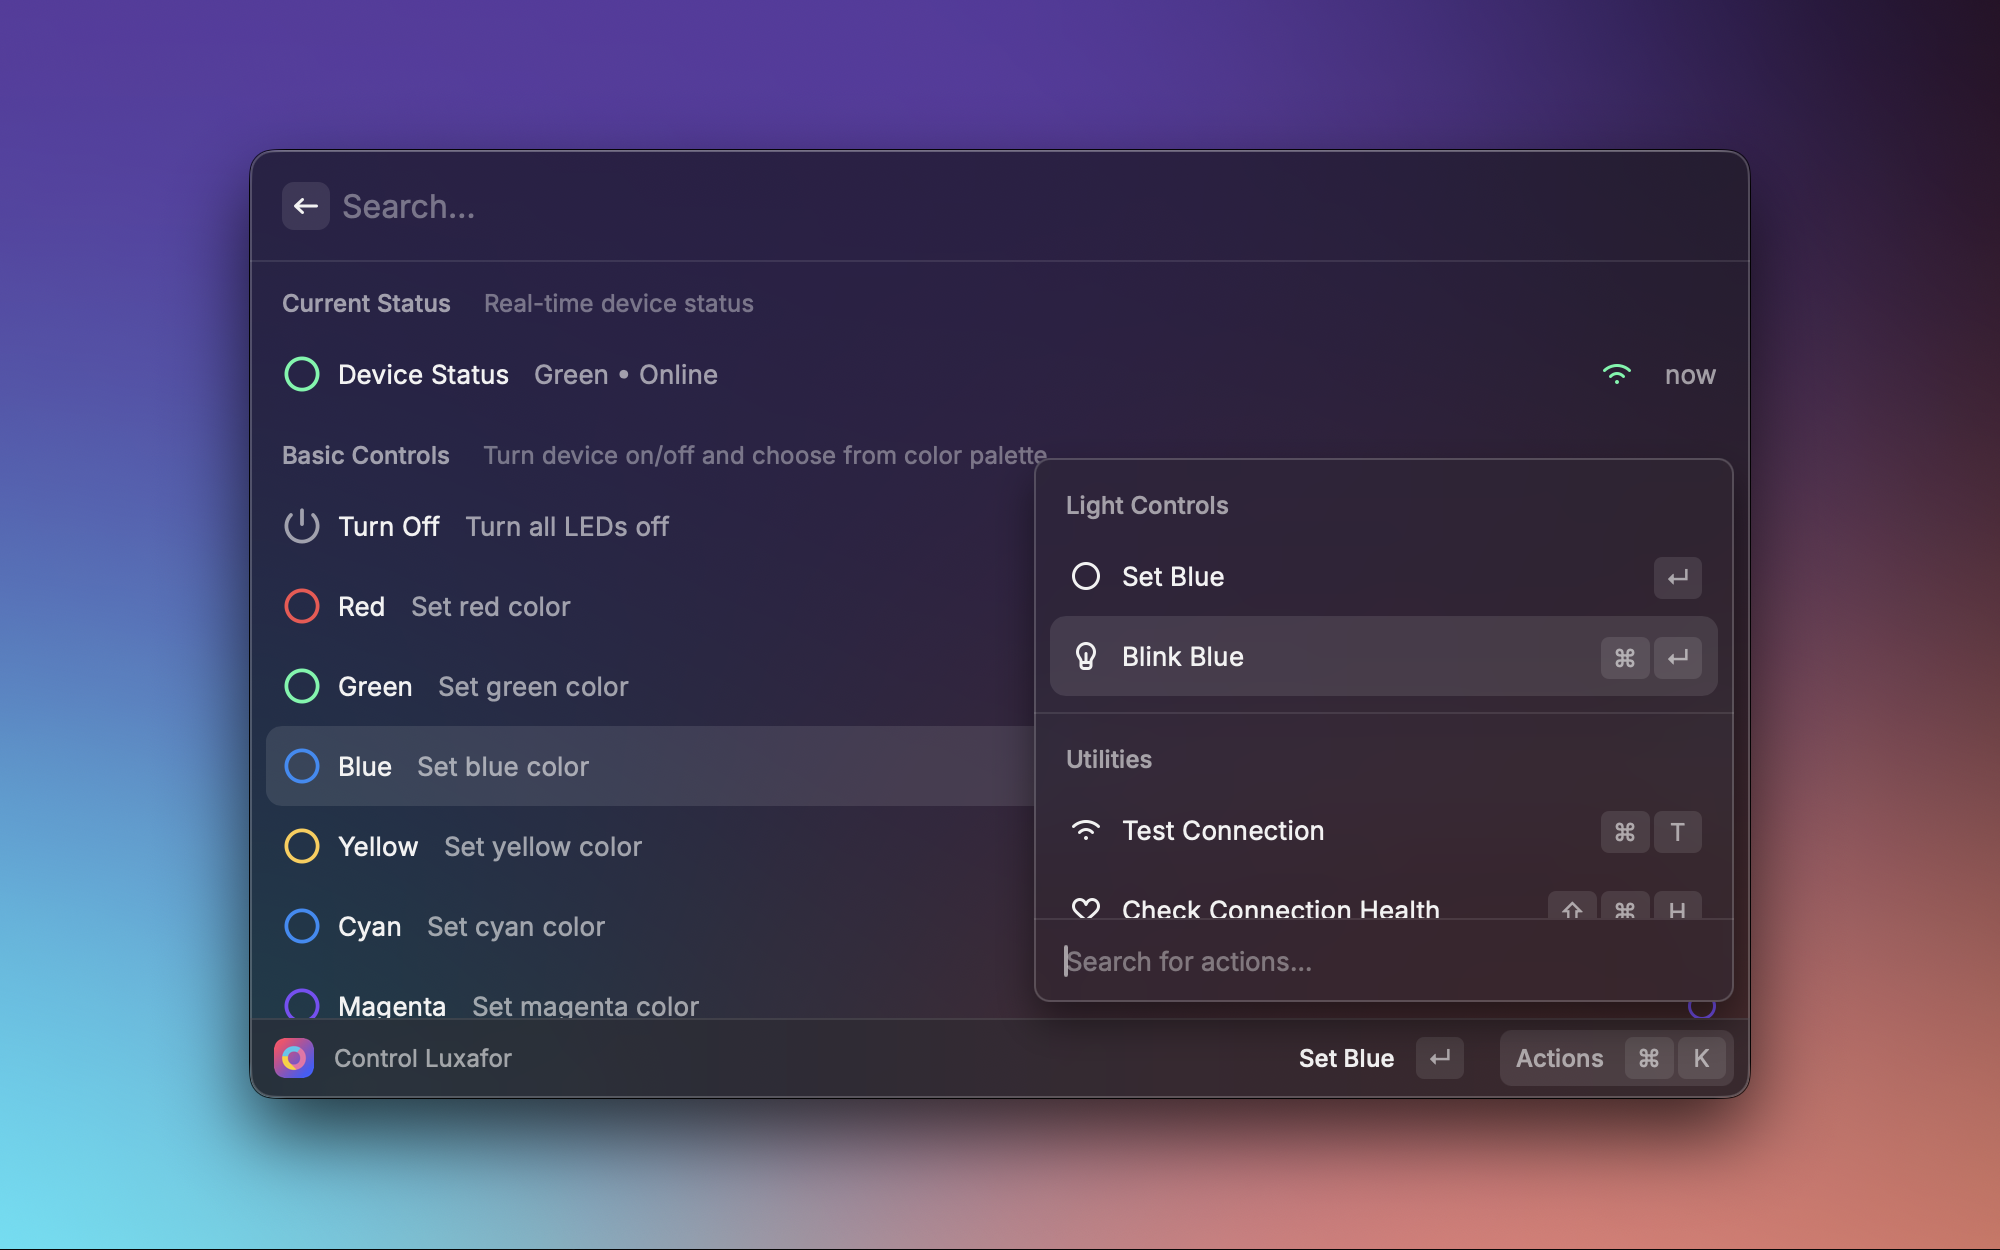 Search...
Current Status Real-time device status
Device Status Green • Online now
Basic Controls Turn device on/off and choose from color palette
Turn Off Turn all LEDs off
Red Set red color
Green Set green color
Blue Set blue color
Yellow Set yellow color
Cyan Set cyan color
Magenta Set magenta color
Light Controls
Set Blue ↵
Blink Blue ⌘ ↵
Utilities
Test Connection ⌘ T
Check Connection Health ⇧ ⌘ H
Search for actions...
Control Luxafor Set Blue ↵ Actions ⌘ K